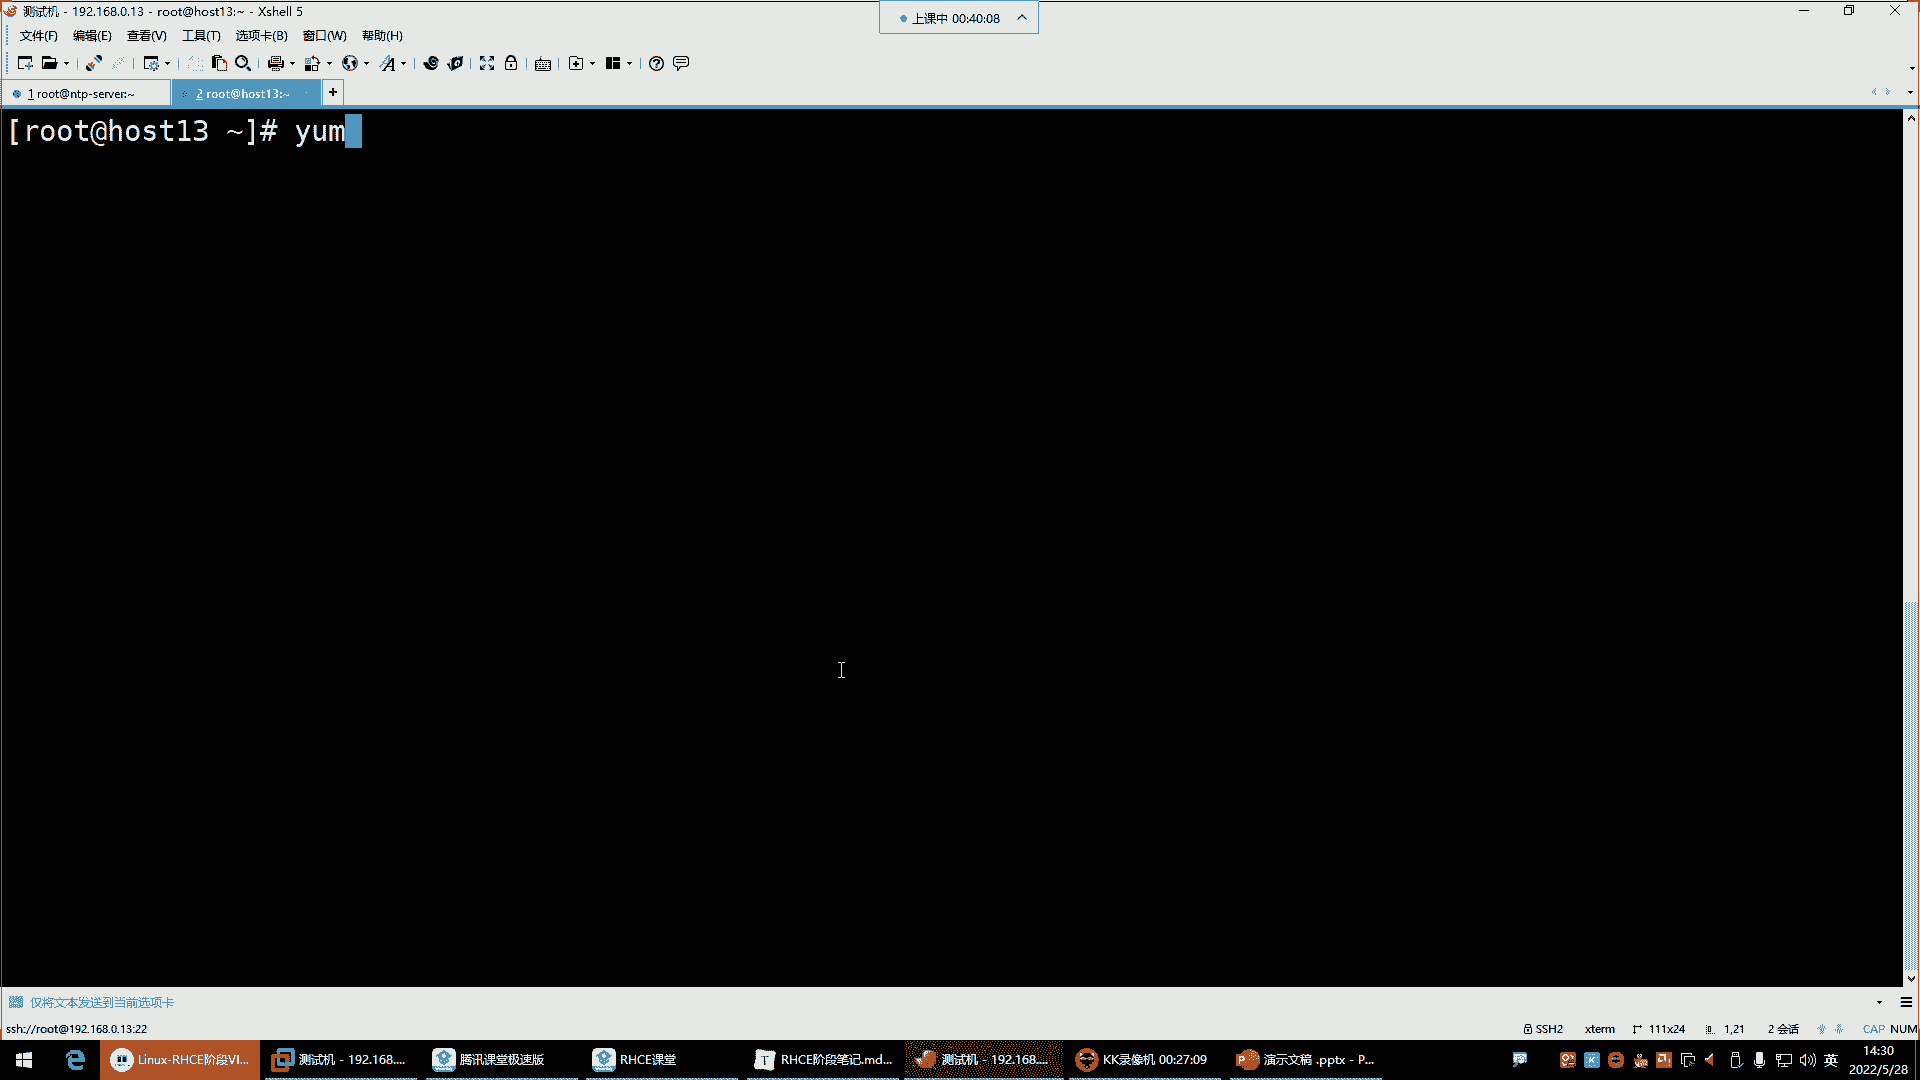 测试机 - 192.168.0.13 - root@host13:~ - Xshell 5
上课中 00:40:08
文件(F) 编辑(E) 查看(V) 工具(T) 选项卡(B) 窗口(W) 帮助(H)
1 root@ntp-server:~ 2 root@host13:~ +
[root@host13 ~]# yum
仅将文本发送到当前选项卡
ssh://root@192.168.0.13:22 SSH2 xterm 111x24 1,21 2 会话 CAP NUM
Linux-RHCE阶段VI... 测试机 - 192.168.... 腾讯课堂极速版 RHCE课堂 RHCE阶段笔记.md... 测试机 - 192.168.... KK录像机 00:27:09 演示文稿 .pptx - P... 英 14:30
2022/5/28